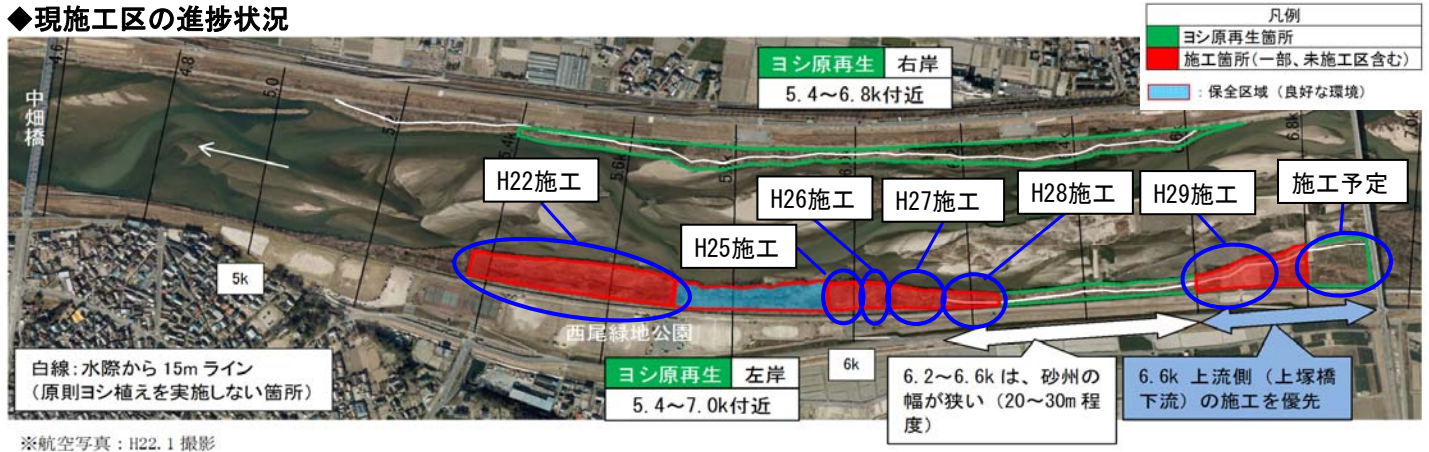 ◆現施工区の進捗状況
凡例
ヨシ原再生箇所
施工箇所(一部、未施工区含む)
：保全区域（良好な環境）
ヨシ原再生 右岸
5.4～6.8k付近
中畑橋
4.6
4.8
5.0
5.4k
5.6k
6.8k
7.0k
H22施工
H25施工
H26施工
H27施工
H28施工
H29施工
施工予定
5k
西尾緑地公園
6k
白線：水際から 15m ライン
（原則ヨシ植えを実施しない箇所）
ヨシ原再生 左岸
5.4～7.0k付近
6.2～6.6k は、砂州の
幅が狭い（20～30m 程
度）
6.6k 上流側（上塚橋
下流）の施工を優先
※航空写真：H22.1 撮影